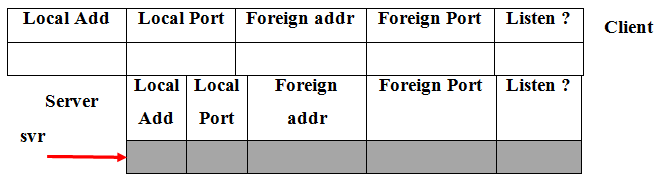 Local Add Local Port Foreign addr Foreign Port Listen ?
Client
Server
svr
Local Add Local Port Foreign addr Foreign Port Listen ?